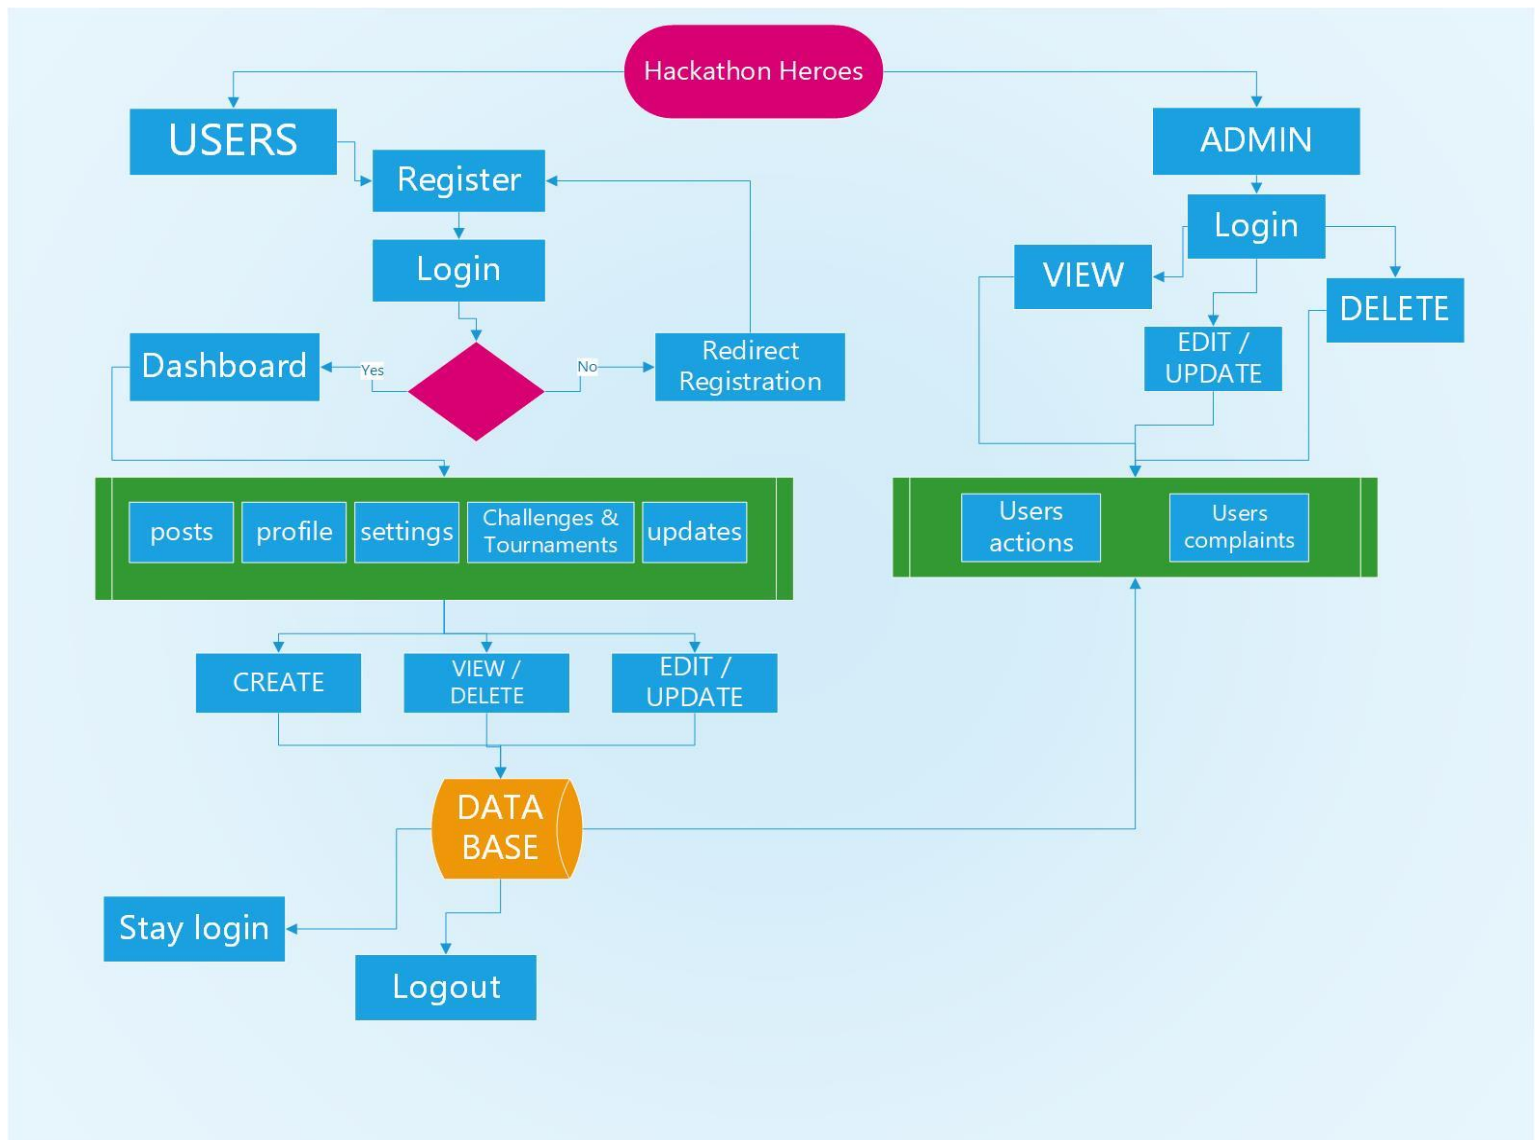 Hackathon Heroes
USERS
Register
Login
Yes
No
Dashboard
Redirect
Registration
posts
profile
settings
Challenges &
Tournaments
updates
CREATE
VIEW /
DELETE
EDIT /
UPDATE
DATA
BASE
Stay login
Logout
ADMIN
Login
VIEW
EDIT /
UPDATE
DELETE
Users
actions
Users
complaints